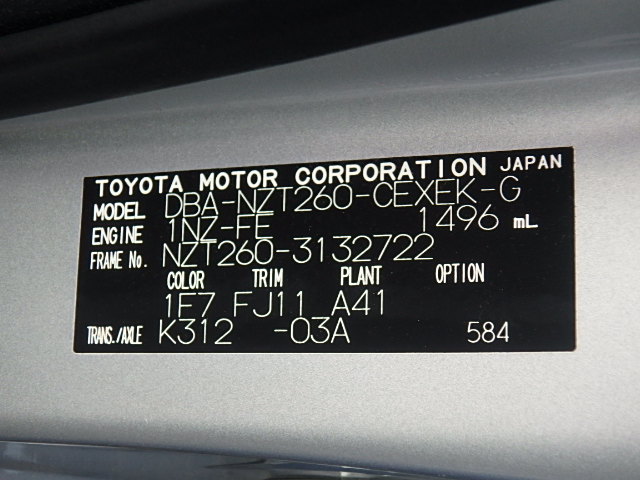 TOYOTA MOTOR CORPORATION JAPAN
MODEL DBA-NZT260-CEXEK-G
ENGINE 1NZ-FE 1496 mL
FRAME No. NZT260-3132722
COLOR TRIM PLANT OPTION
1F7 FJ11 A41
TRANS./AXLE K312 -03A 584